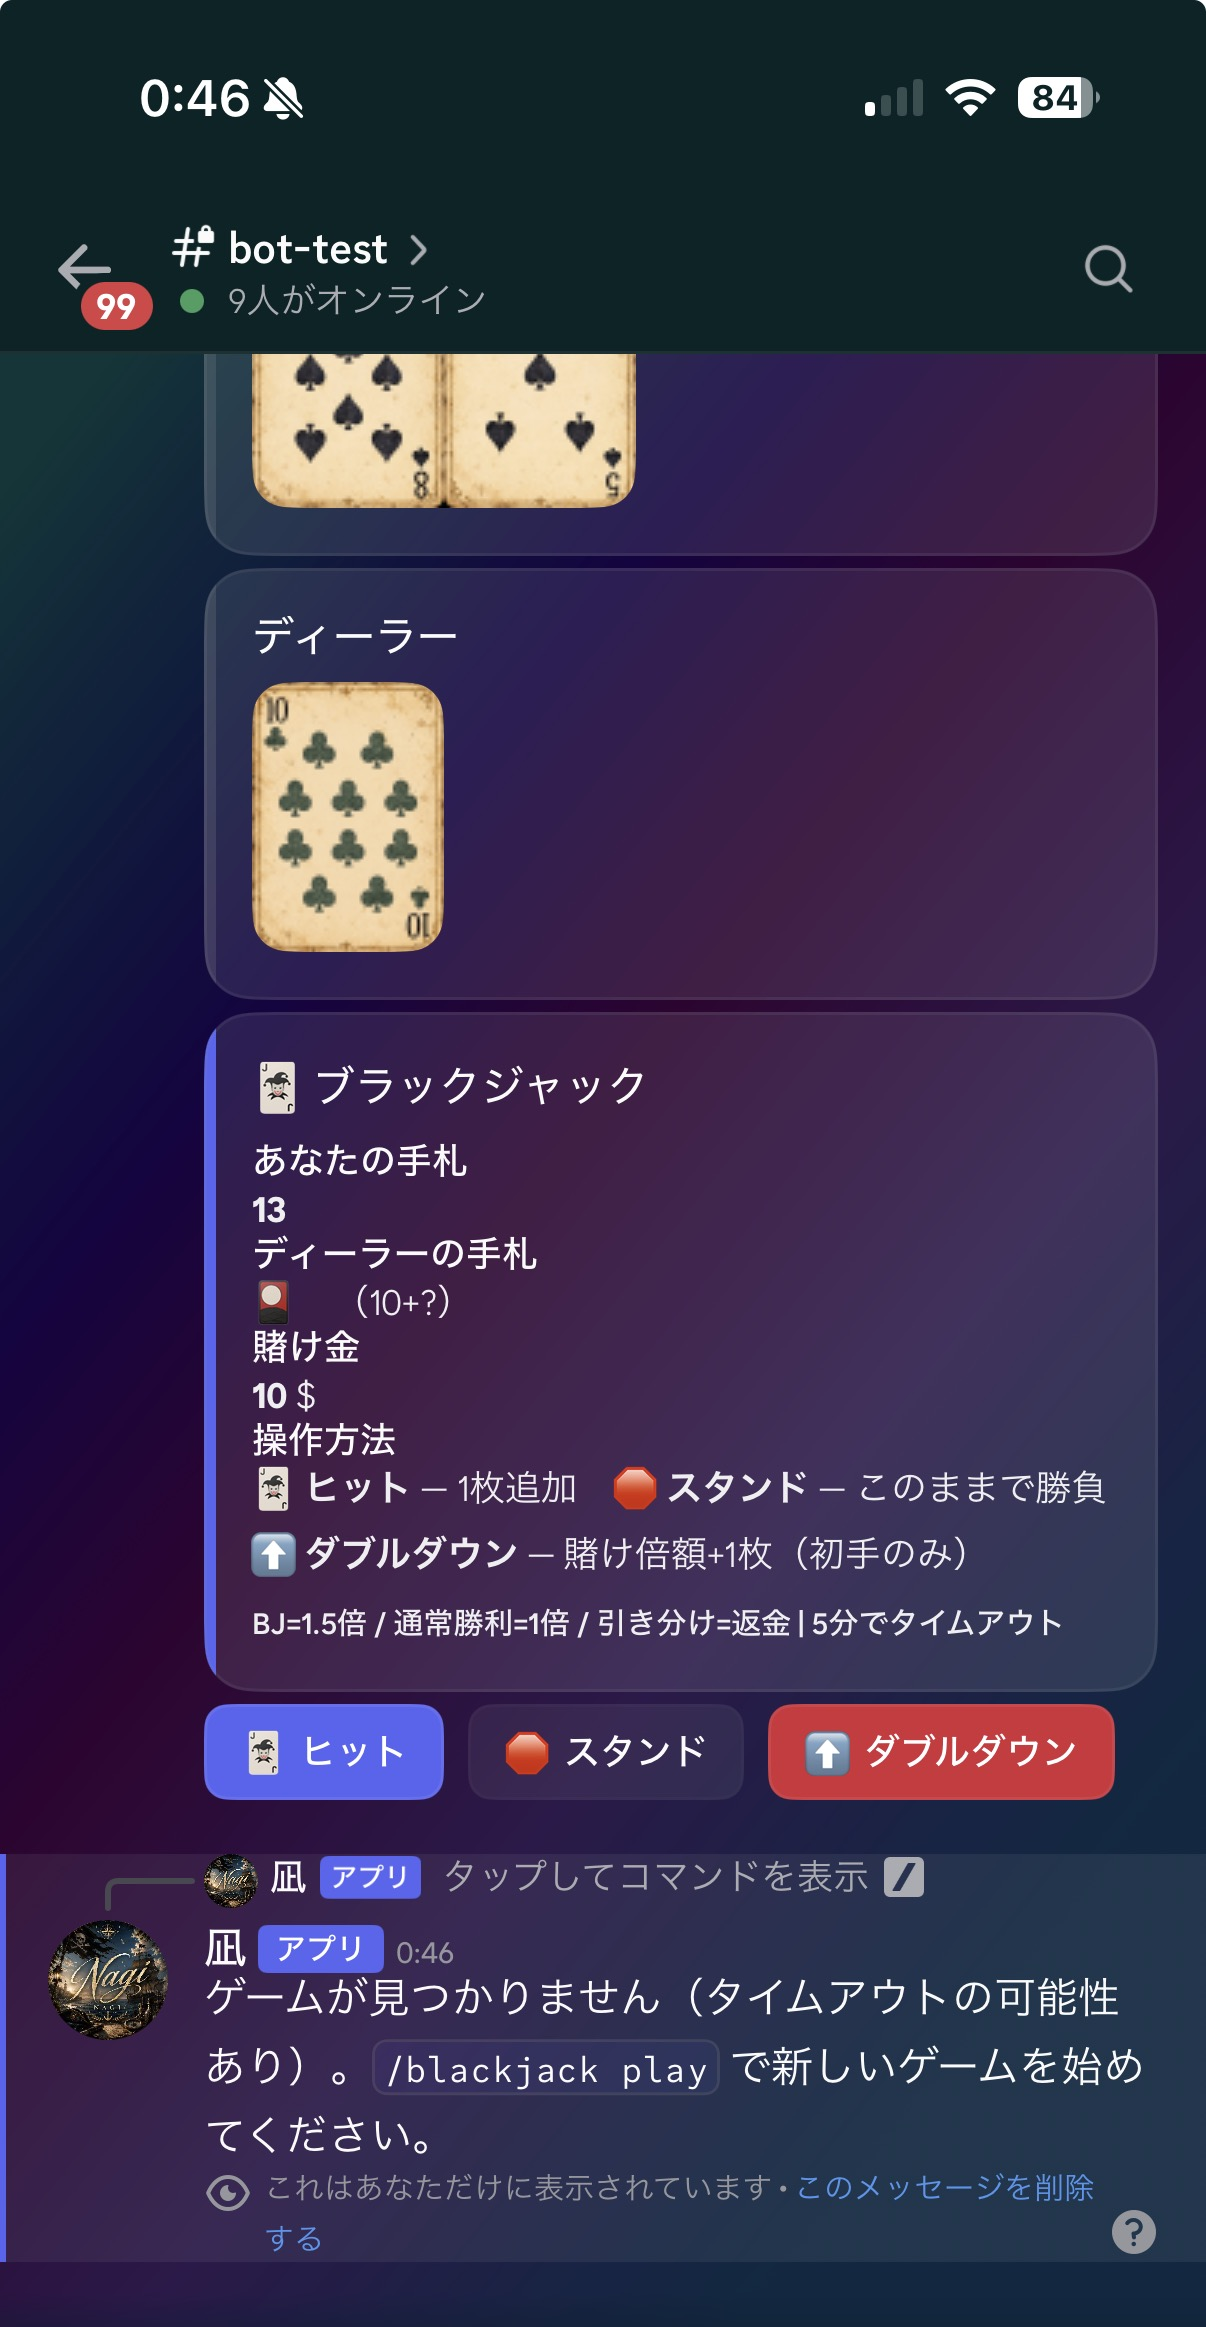 0:46
84
bot-test
99
9人がオンライン
8
5
ディーラー
10
10
ブラックジャック
あなたの手札
13
ディーラーの手札
（10+?）
賭け金
10 $
操作方法
ヒット — 1枚追加 スタンド — このままで勝負
ダブルダウン — 賭け倍額+1枚（初手のみ）
BJ=1.5倍 / 通常勝利=1倍 / 引き分け=返金 | 5分でタイムアウト
ヒット スタンド ダブルダウン
凪 アプリ タップしてコマンドを表示
凪 アプリ 0:46
Nagi
ゲームが見つかりません（タイムアウトの可能性
あり）。 /blackjack play で新しいゲームを始め
てください。
これはあなただけに表示されています • このメッセージを削除
する